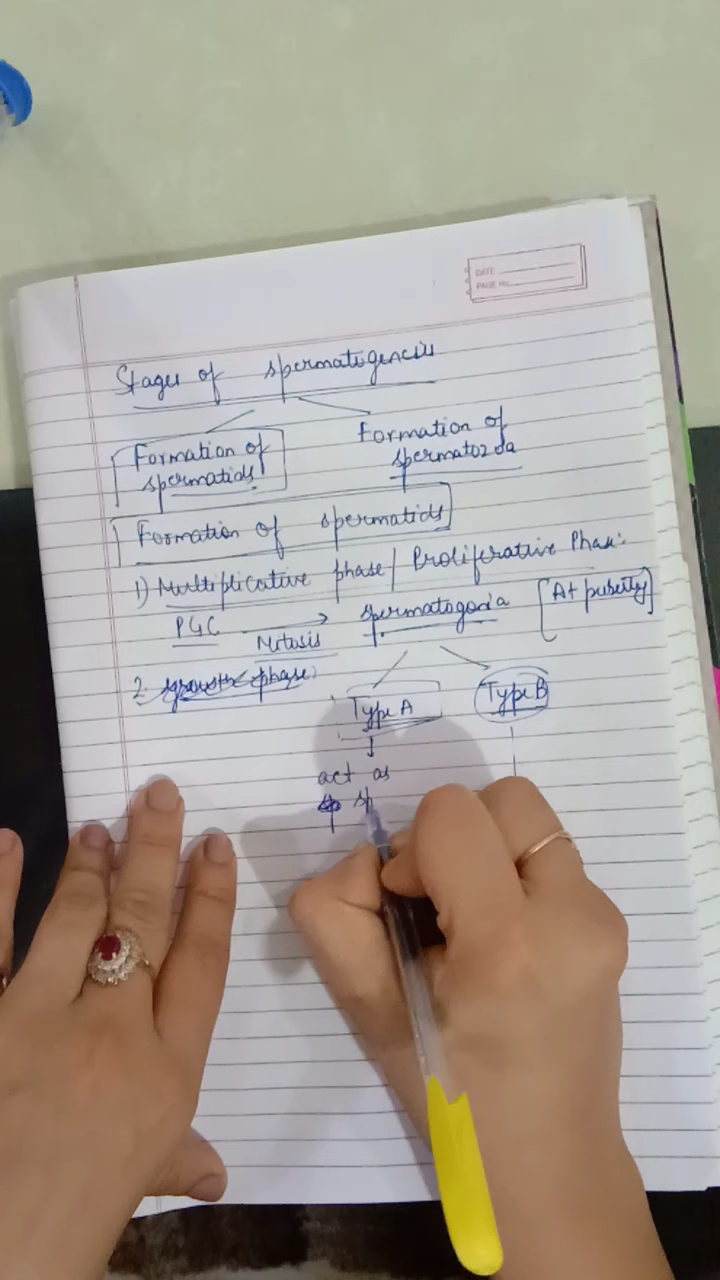 DATE
PAGE No.
Stages of spermatogenesis
Formation of spermatids
Formation of spermatozoa
Formation of spermatids
1) Multiplicative phase / Proliferative Phase:
PGC → spermatogonia [At puberty]
Mitosis
2. growth phase:
Type A
Type B
act as
sp